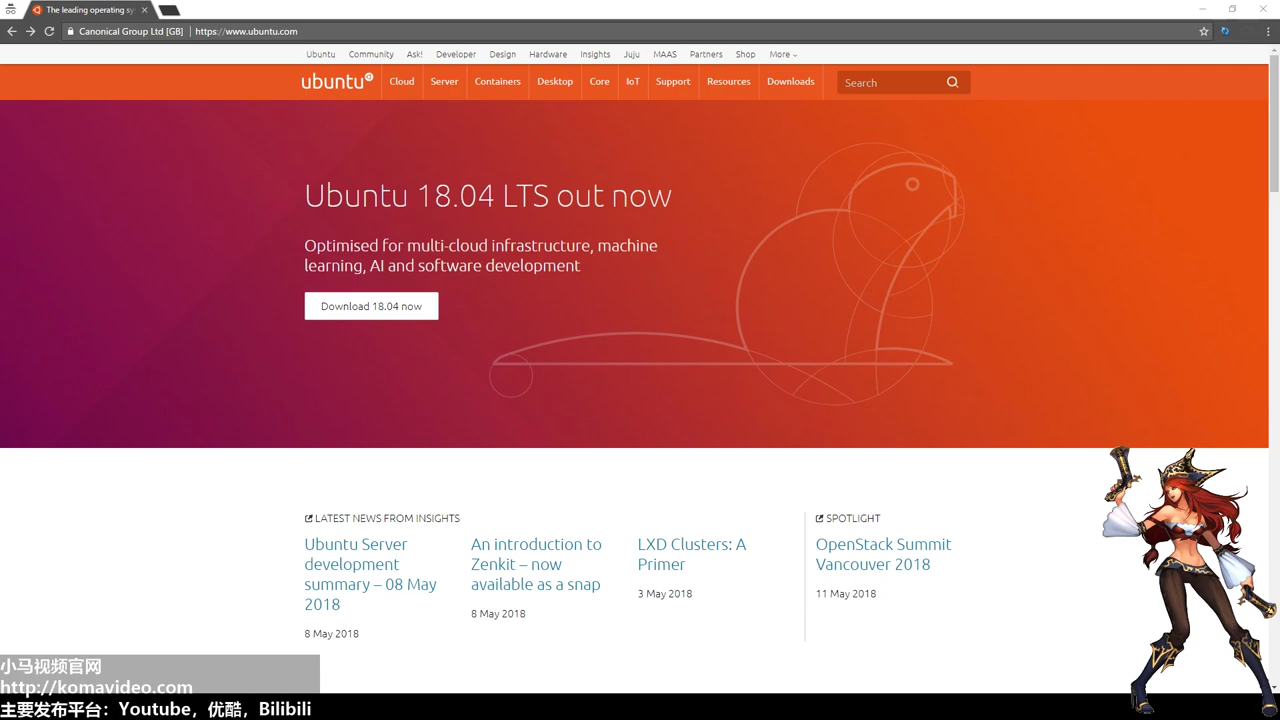 The leading operating sy
Canonical Group Ltd [GB] | https://www.ubuntu.com
Ubuntu Community Ask! Developer Design Hardware Insights Juju MAAS Partners Shop More
ubuntu Cloud Server Containers Desktop Core IoT Support Resources Downloads Search
Ubuntu 18.04 LTS out now
Optimised for multi-cloud infrastructure, machine
learning, AI and software development
Download 18.04 now
LATEST NEWS FROM INSIGHTS
Ubuntu Server
development
summary – 08 May
2018
8 May 2018
An introduction to
Zenkit – now
available as a snap
8 May 2018
LXD Clusters: A
Primer
3 May 2018
SPOTLIGHT
OpenStack Summit
Vancouver 2018
11 May 2018
小马视频官网
http://komavideo.com
主要发布平台：Youtube，优酷，Bilibili